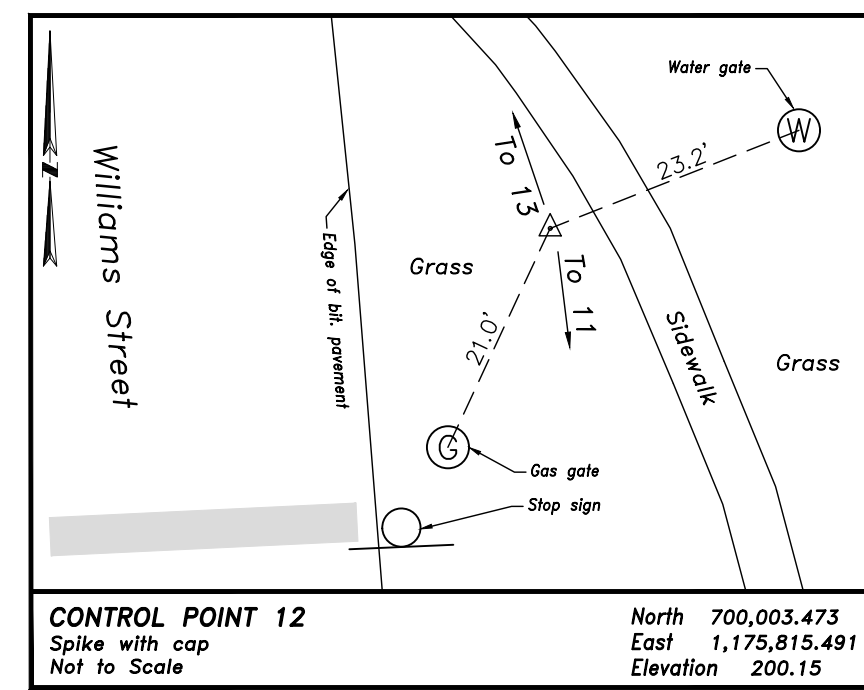 Water gate
W
23.2'
To 13
N
Williams Street
Edge of bit. pavement
Grass
To 11
21.0'
Sidewalk
Grass
G
Gas gate
Stop sign
CONTROL POINT 12
Spike with cap
Not to Scale
North 700,003.473
East 1,175,815.491
Elevation 200.15